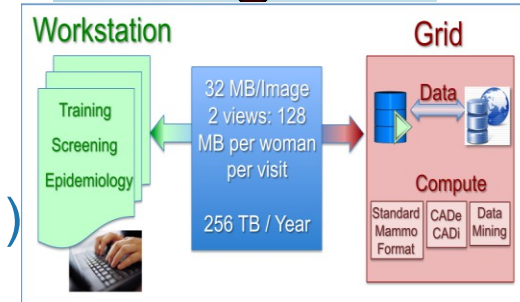 Workstation
Training
Screening
Epidemiology
32 MB/Image
2 views: 128
MB per woman
per visit
256 TB / Year
Grid
Data
Compute
Standard
Mammo
Format
CADe
CADi
Data
Mining
)